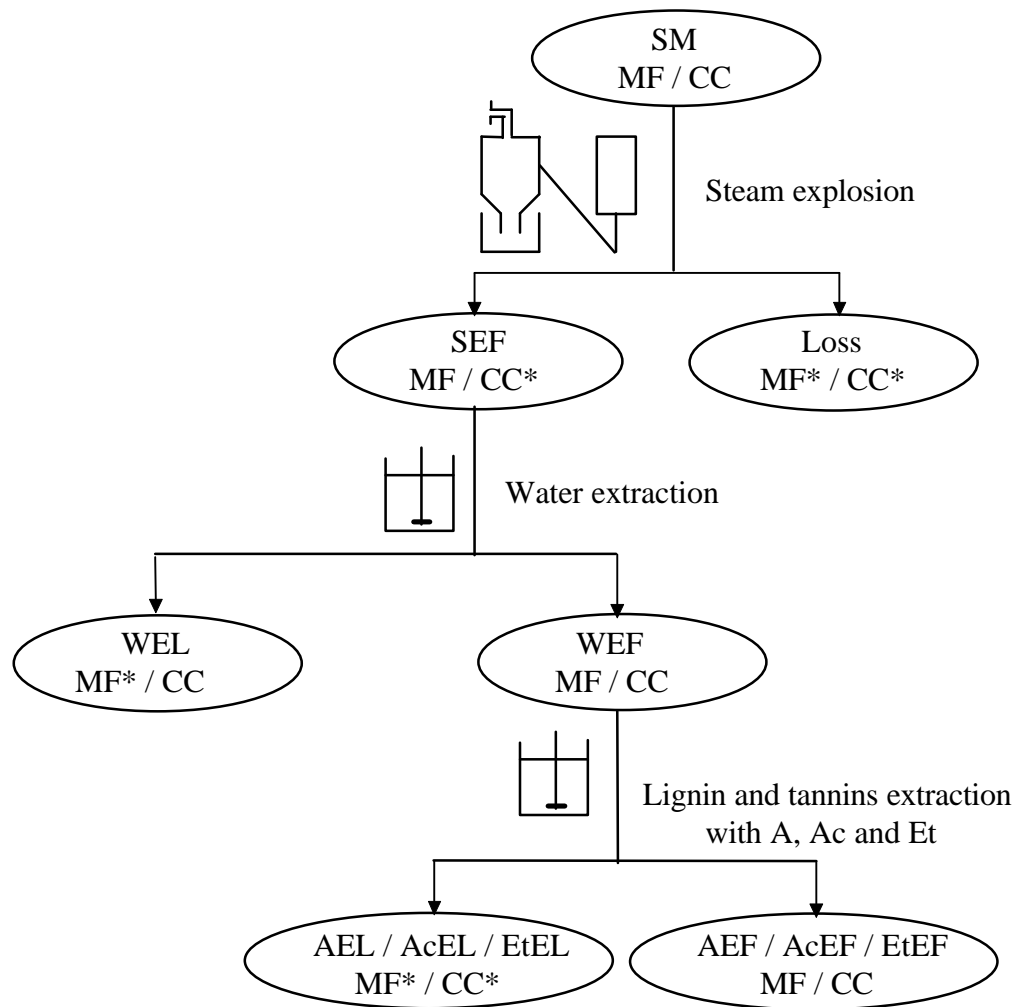 SM
MF / CC
Steam explosion
SEF
MF / CC*
Loss
MF* / CC*
Water extraction
WEL
MF* / CC
WEF
MF / CC
Lignin and tannins extraction
with A, Ac and Et
AEL / AcEL / EtEL
MF* / CC*
AEF / AcEF / EtEF
MF / CC